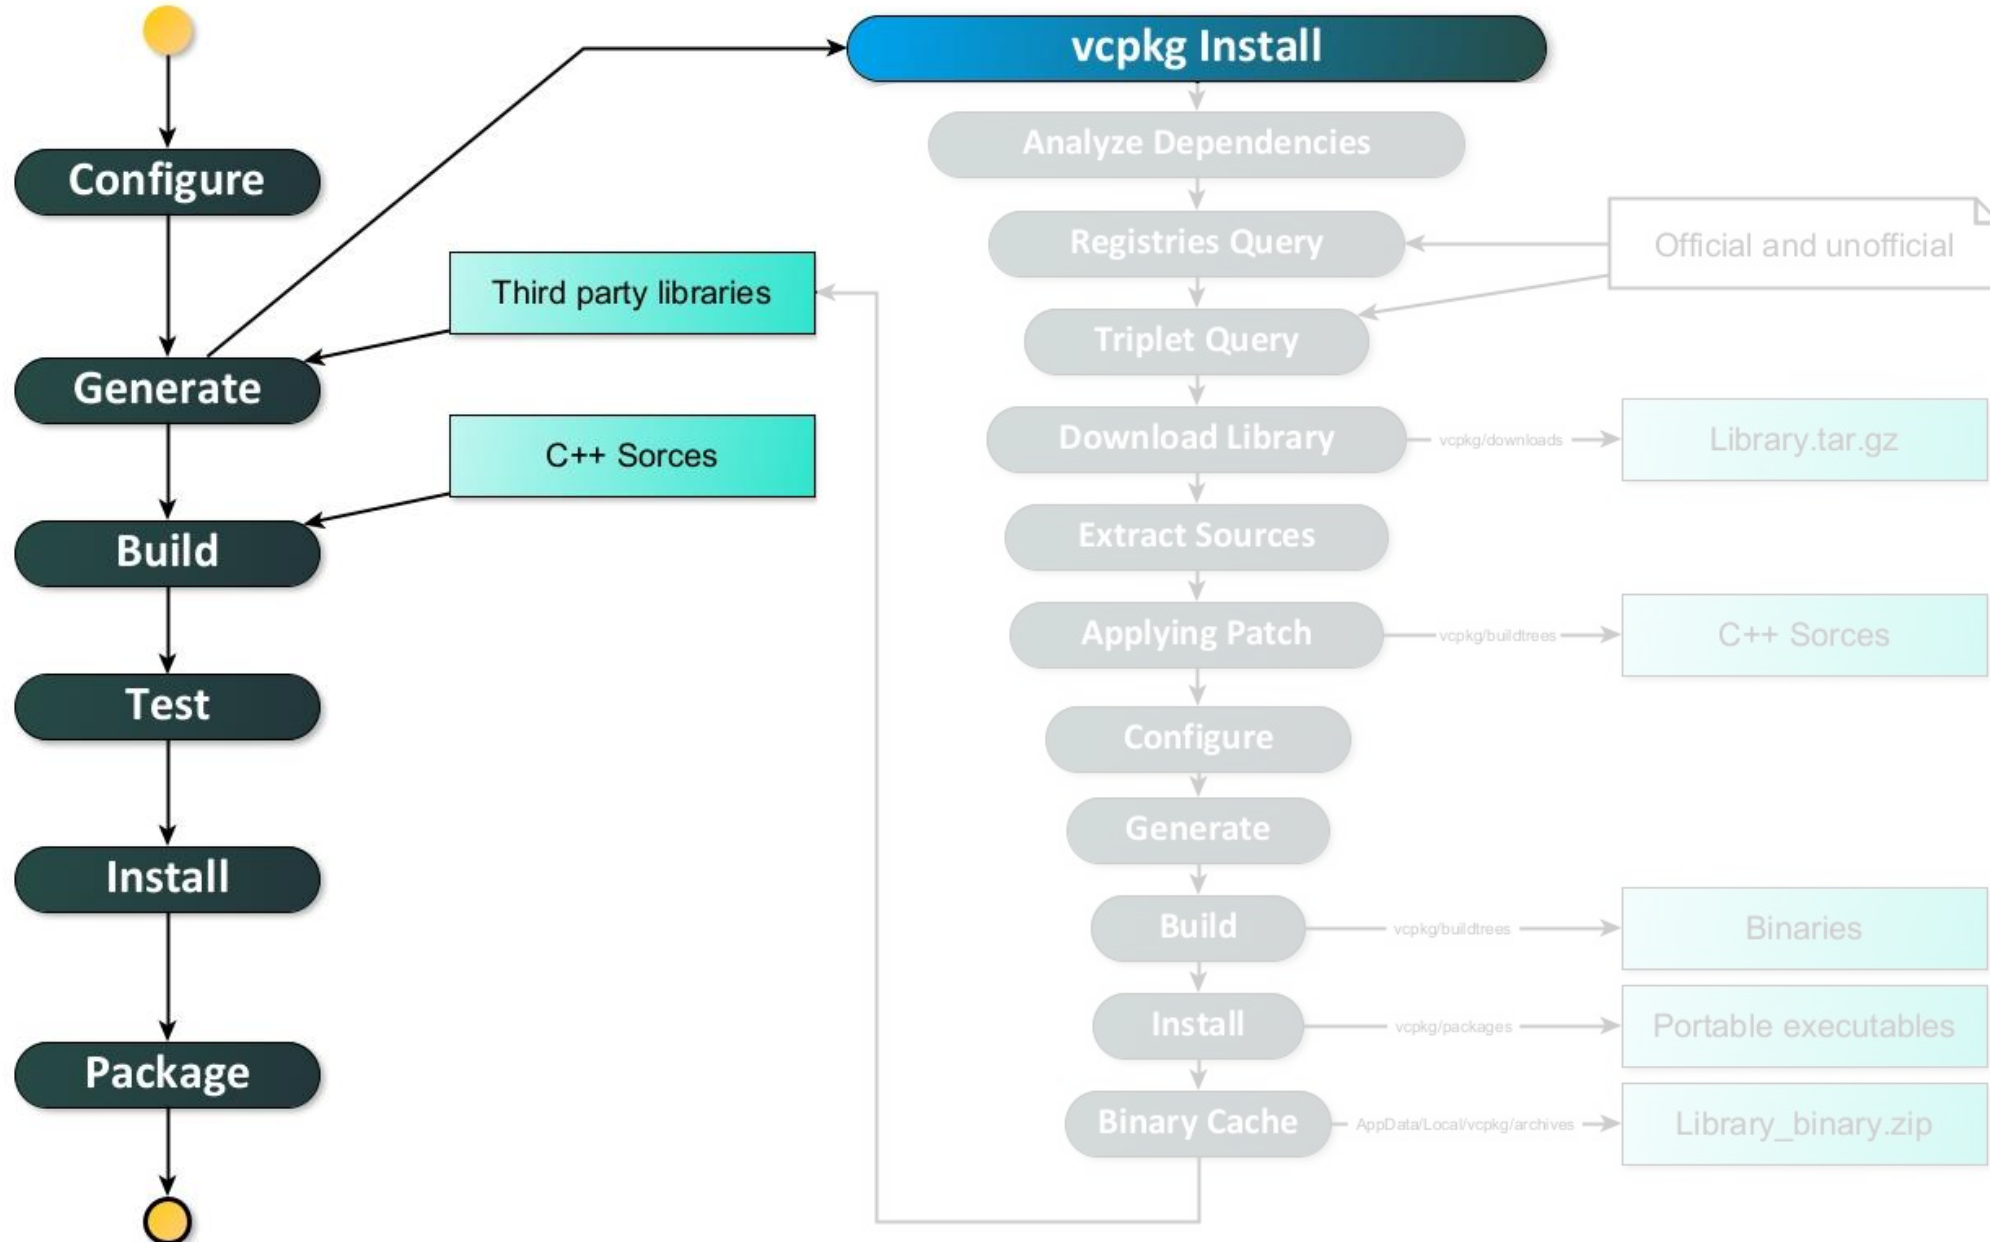 vcpkg Install
Analyze Dependencies
Configure
Registries Query
Official and unofficial
Third party libraries
Triplet Query
Generate
Download Library
vcpkg/downloads
Library.tar.gz
C++ Sorces
Extract Sources
Build
Applying Patch
vcpkg/buildtrees
C++ Sorces
Test
Configure
Generate
Install
Build
vcpkg/buildtrees
Binaries
Install
vcpkg/packages
Portable executables
Package
Binary Cache
AppData/Local/vcpkg/archives
Library_binary.zip